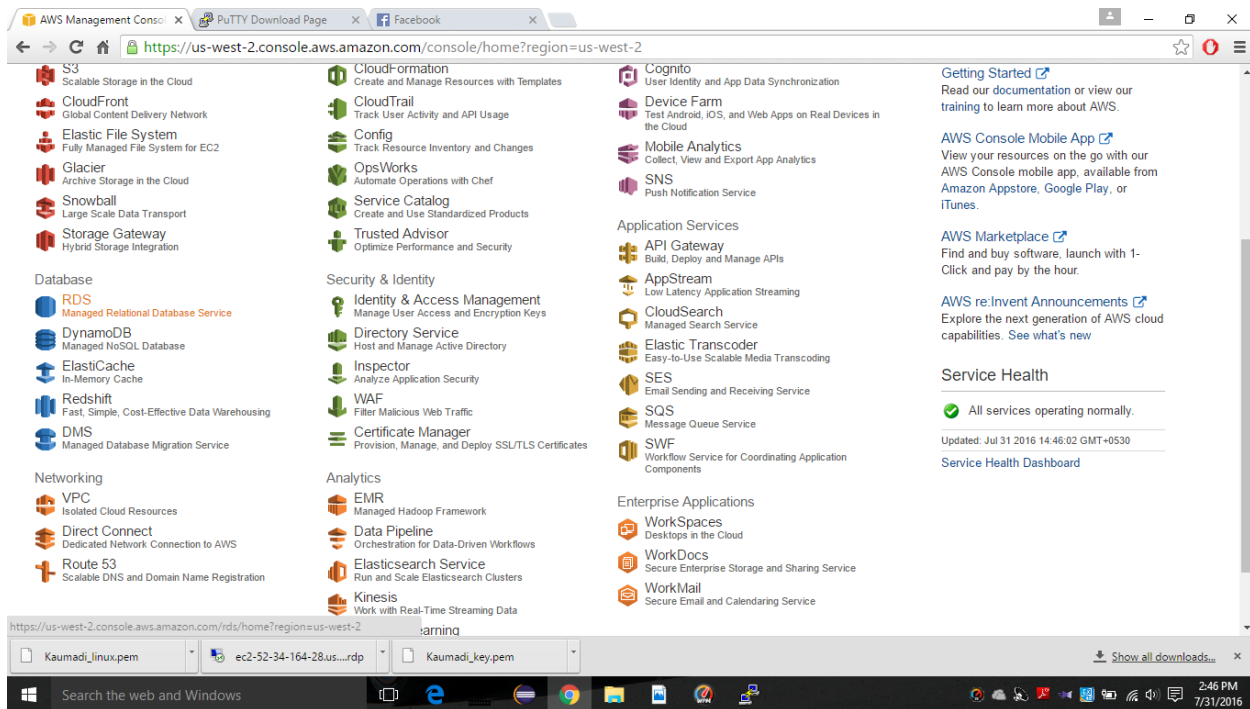 AWS Management Consol
PuTTY Download Page
Facebook
https://us-west-2.console.aws.amazon.com/console/home?region=us-west-2
S3
Scalable Storage in the Cloud
CloudFront
Global Content Delivery Network
Elastic File System
Fully Managed File System for EC2
Glacier
Archive Storage in the Cloud
Snowball
Large Scale Data Transport
Storage Gateway
Hybrid Storage Integration
Database
RDS
Managed Relational Database Service
DynamoDB
Managed NoSQL Database
ElastiCache
In-Memory Cache
Redshift
Fast, Simple, Cost-Effective Data Warehousing
DMS
Managed Database Migration Service
Networking
VPC
Isolated Cloud Resources
Direct Connect
Dedicated Network Connection to AWS
Route 53
Scalable DNS and Domain Name Registration
CloudFormation
Create and Manage Resources with Templates
CloudTrail
Track User Activity and API Usage
Config
Track Resource Inventory and Changes
OpsWorks
Automate Operations with Chef
Service Catalog
Create and Use Standardized Products
Trusted Advisor
Optimize Performance and Security
Security & Identity
Identity & Access Management
Manage User Access and Encryption Keys
Directory Service
Host and Manage Active Directory
Inspector
Analyze Application Security
WAF
Filter Malicious Web Traffic
Certificate Manager
Provision, Manage, and Deploy SSL/TLS Certificates
Analytics
EMR
Managed Hadoop Framework
Data Pipeline
Orchestration for Data-Driven Workflows
Elasticsearch Service
Run and Scale Elasticsearch Clusters
Kinesis
Work with Real-Time Streaming Data
earning
Cognito
User Identity and App Data Synchronization
Device Farm
Test Android, iOS, and Web Apps on Real Devices in
the Cloud
Mobile Analytics
Collect, View and Export App Analytics
SNS
Push Notification Service
Application Services
API Gateway
Build, Deploy and Manage APIs
AppStream
Low Latency Application Streaming
CloudSearch
Managed Search Service
Elastic Transcoder
Easy-to-Use Scalable Media Transcoding
SES
Email Sending and Receiving Service
SQS
Message Queue Service
SWF
Workflow Service for Coordinating Application
Components
Enterprise Applications
WorkSpaces
Desktops in the Cloud
WorkDocs
Secure Enterprise Storage and Sharing Service
WorkMail
Secure Email and Calendaring Service
Getting Started
Read our documentation or view our
training to learn more about AWS.
AWS Console Mobile App
View your resources on the go with our
AWS Console mobile app, available from
Amazon Appstore, Google Play, or
iTunes.
AWS Marketplace
Find and buy software, launch with 1-
Click and pay by the hour.
AWS re:Invent Announcements
Explore the next generation of AWS cloud
capabilities. See what's new
Service Health
All services operating normally.
Updated: Jul 31 2016 14:46:02 GMT+0530
Service Health Dashboard
https://us-west-2.console.aws.amazon.com/rds/home?region=us-west-2
Kaumadi_linux.pem
ec2-52-34-164-28.us....rdp
Kaumadi_key.pem
Show all downloads...
Search the web and Windows
2:46 PM
7/31/2016